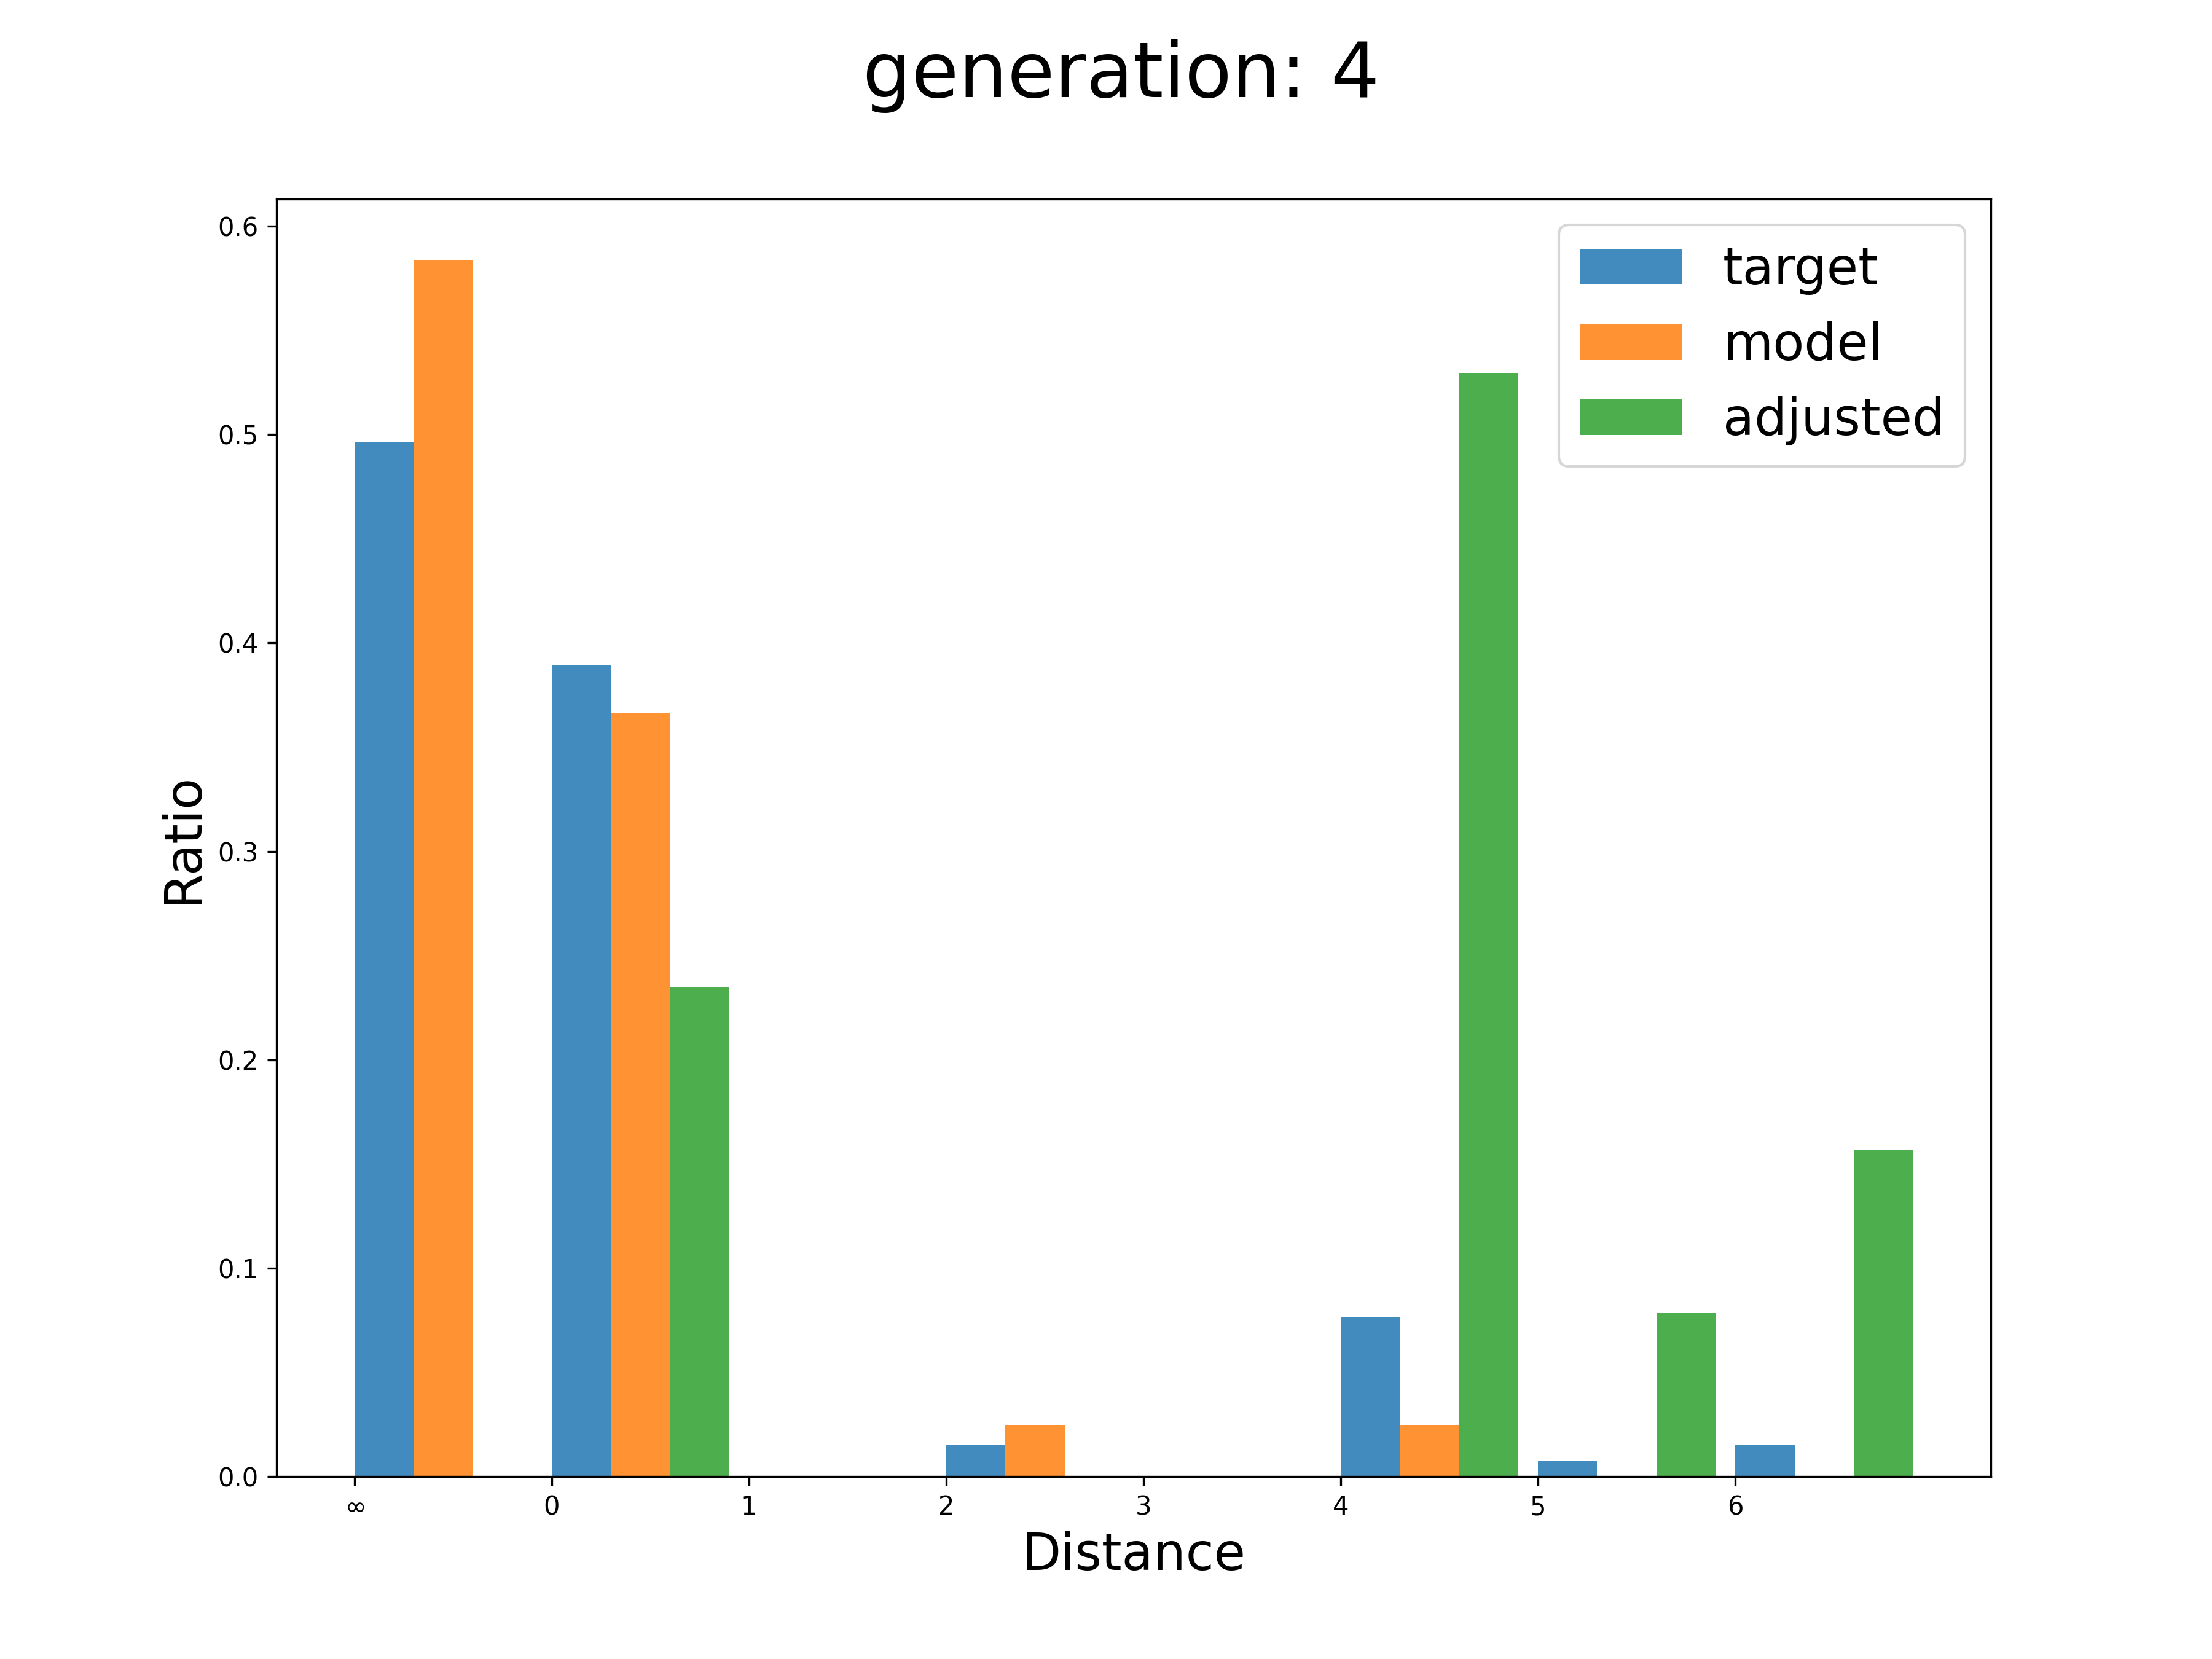 generation: 4
target
model
adjusted
0.6
0.5
0.4
0.3
0.2
0.1
0.0
Ratio
∞ 0 1 2 3 4 5 6
Distance